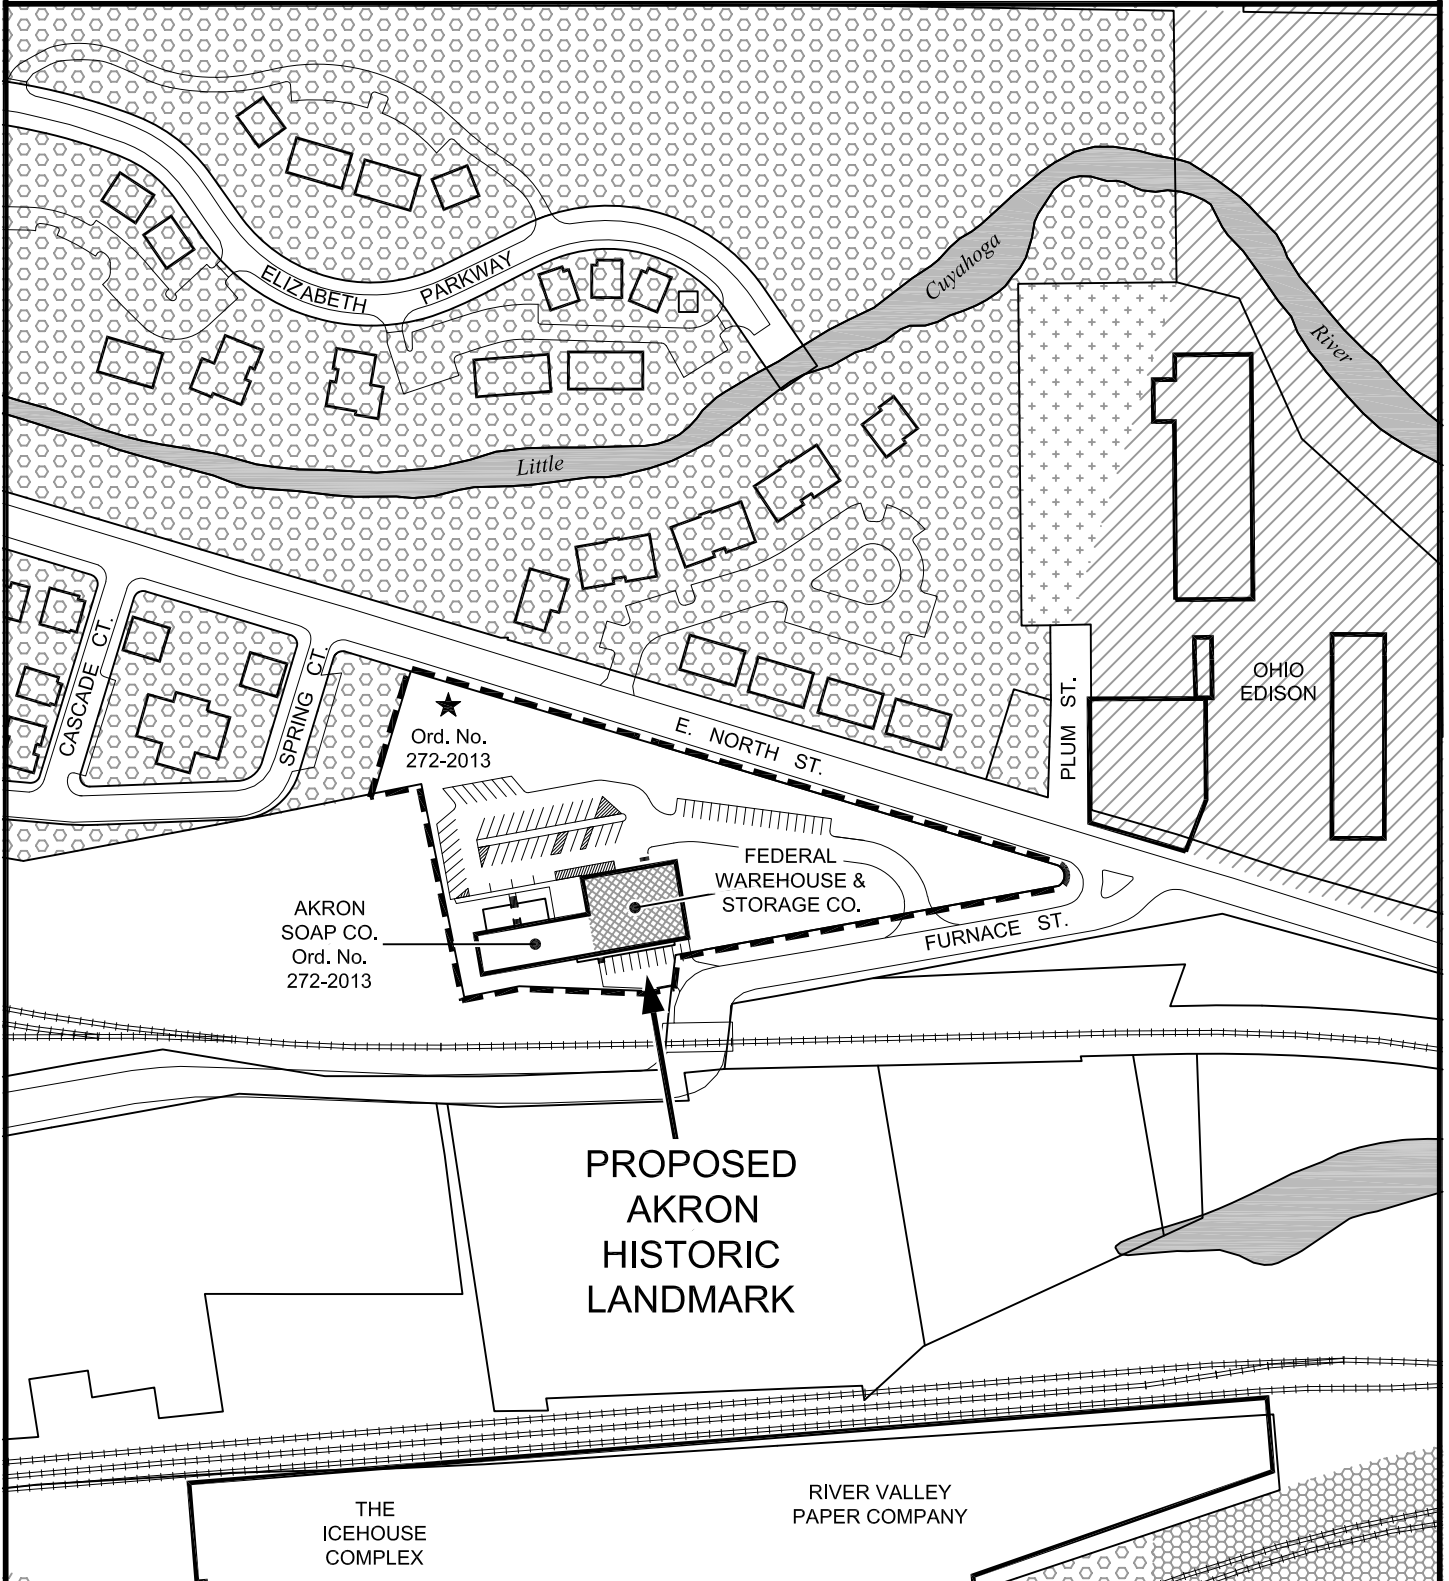 Cuyahoga
River
ELIZABETH PARKWAY
Little
CASCADE CT.
SPRING CT.
Ord. No.
272-2013
E. NORTH ST.
PLUM ST.
OHIO
EDISON
FEDERAL
WAREHOUSE &
STORAGE CO.
AKRON
SOAP CO.
Ord. No.
272-2013
FURNACE ST.
PROPOSED
AKRON
HISTORIC
LANDMARK
THE
ICEHOUSE
COMPLEX
RIVER VALLEY
PAPER COMPANY